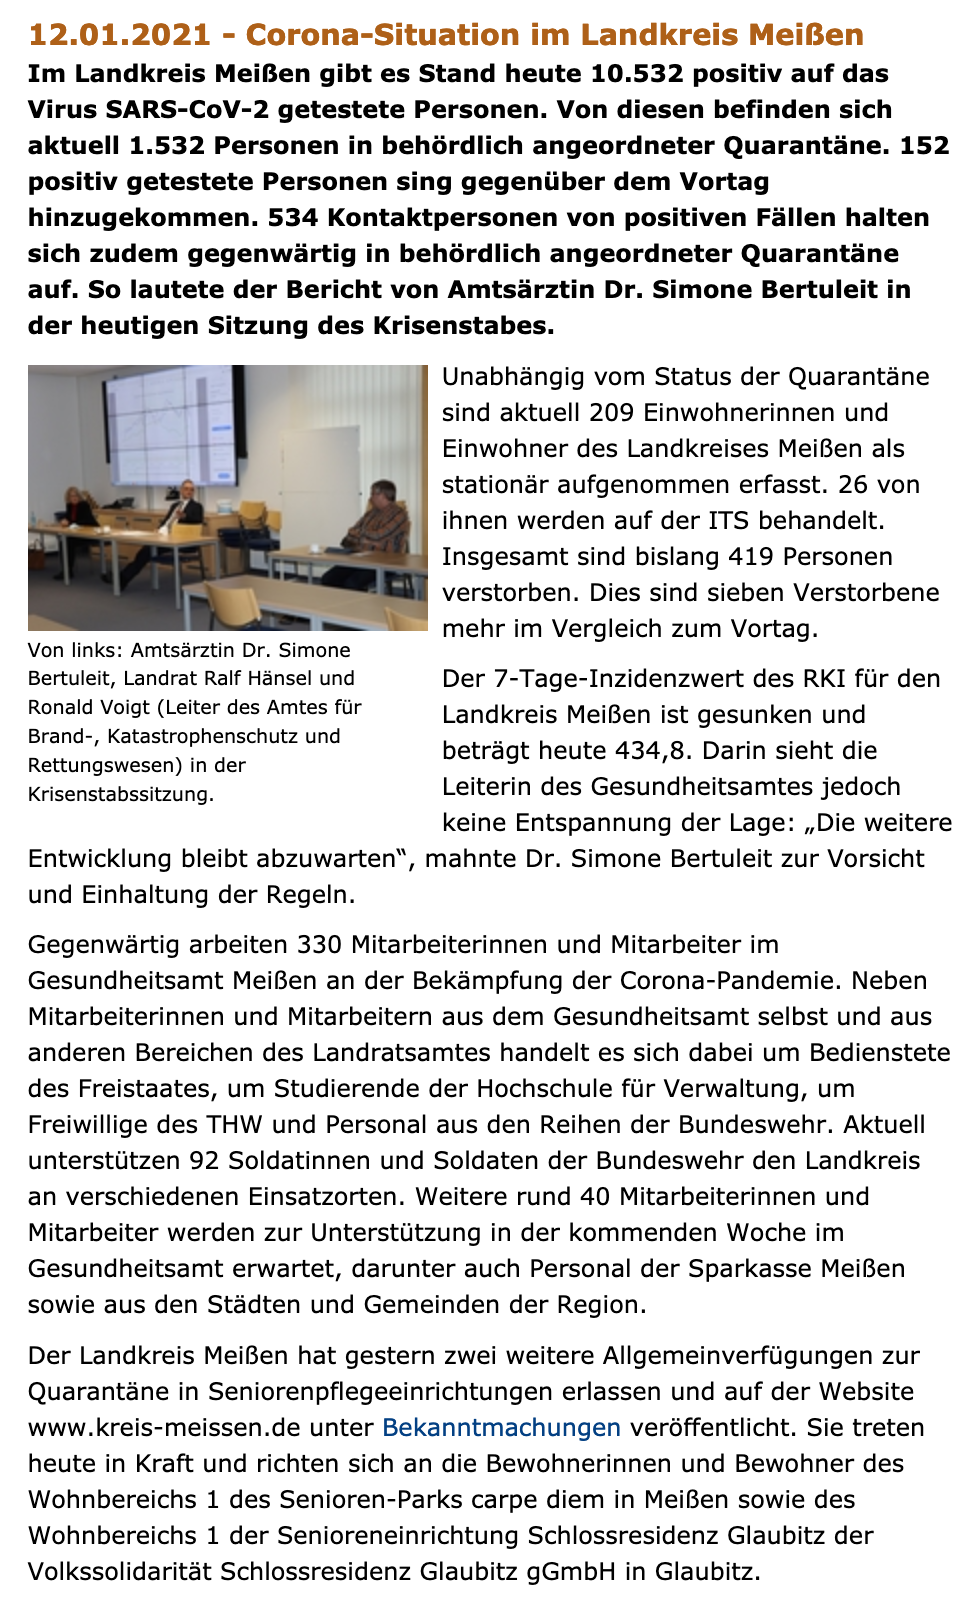 12.01.2021 - Corona-Situation im Landkreis Meißen
Im Landkreis Meißen gibt es Stand heute 10.532 positiv auf das
Virus SARS-CoV-2 getestete Personen. Von diesen befinden sich
aktuell 1.532 Personen in behördlich angeordneter Quarantäne. 152
positiv getestete Personen sing gegenüber dem Vortag
hinzugekommen. 534 Kontaktpersonen von positiven Fällen halten
sich zudem gegenwärtig in behördlich angeordneter Quarantäne
auf. So lautete der Bericht von Amtsärztin Dr. Simone Bertuleit in
der heutigen Sitzung des Krisenstabes.
Von links: Amtsärztin Dr. Simone
Bertuleit, Landrat Ralf Hänsel und
Ronald Voigt (Leiter des Amtes für
Brand-, Katastrophenschutz und
Rettungswesen) in der
Krisenstabssitzung.
Unabhängig vom Status der Quarantäne
sind aktuell 209 Einwohnerinnen und
Einwohner des Landkreises Meißen als
stationär aufgenommen erfasst. 26 von
ihnen werden auf der ITS behandelt.
Insgesamt sind bislang 419 Personen
verstorben. Dies sind sieben Verstorbene
mehr im Vergleich zum Vortag.
Der 7-Tage-Inzidenzwert des RKI für den
Landkreis Meißen ist gesunken und
beträgt heute 434,8. Darin sieht die
Leiterin des Gesundheitsamtes jedoch
keine Entspannung der Lage: „Die weitere
Entwicklung bleibt abzuwarten“, mahnte Dr. Simone Bertuleit zur Vorsicht
und Einhaltung der Regeln.
Gegenwärtig arbeiten 330 Mitarbeiterinnen und Mitarbeiter im
Gesundheitsamt Meißen an der Bekämpfung der Corona-Pandemie. Neben
Mitarbeiterinnen und Mitarbeitern aus dem Gesundheitsamt selbst und aus
anderen Bereichen des Landratsamtes handelt es sich dabei um Bedienstete
des Freistaates, um Studierende der Hochschule für Verwaltung, um
Freiwillige des THW und Personal aus den Reihen der Bundeswehr. Aktuell
unterstützen 92 Soldatinnen und Soldaten der Bundeswehr den Landkreis
an verschiedenen Einsatzorten. Weitere rund 40 Mitarbeiterinnen und
Mitarbeiter werden zur Unterstützung in der kommenden Woche im
Gesundheitsamt erwartet, darunter auch Personal der Sparkasse Meißen
sowie aus den Städten und Gemeinden der Region.
Der Landkreis Meißen hat gestern zwei weitere Allgemeinverfügungen zur
Quarantäne in Seniorenpflegeeinrichtungen erlassen und auf der Website
www.kreis-meissen.de unter Bekanntmachungen veröffentlicht. Sie treten
heute in Kraft und richten sich an die Bewohnerinnen und Bewohner des
Wohnbereichs 1 des Senioren-Parks carpe diem in Meißen sowie des
Wohnbereichs 1 der Senioreneinrichtung Schlossresidenz Glaubitz der
Volkssolidarität Schlossresidenz Glaubitz gGmbH in Glaubitz.